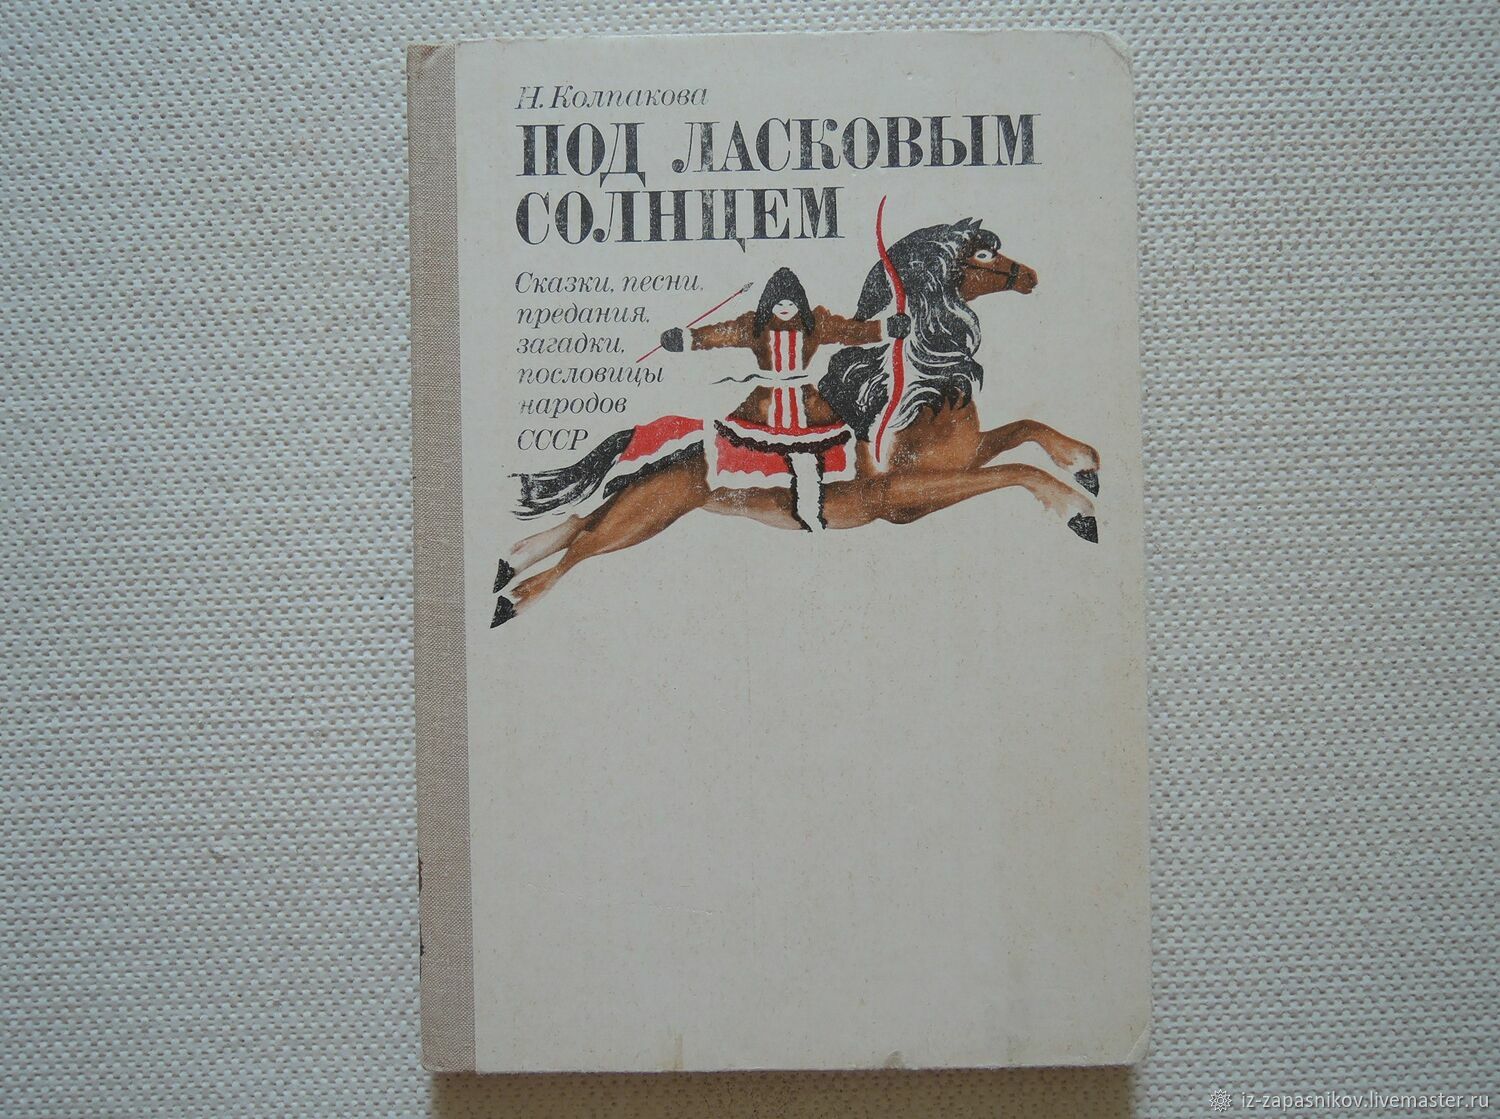 Н. Колпакова
ПОД ЛАСКОВЫМ
СОЛНЦЕМ
Сказки, песни,
предания,
загадки,
пословицы
народов
СССР
iz-zapasnikov.livemaster.ru